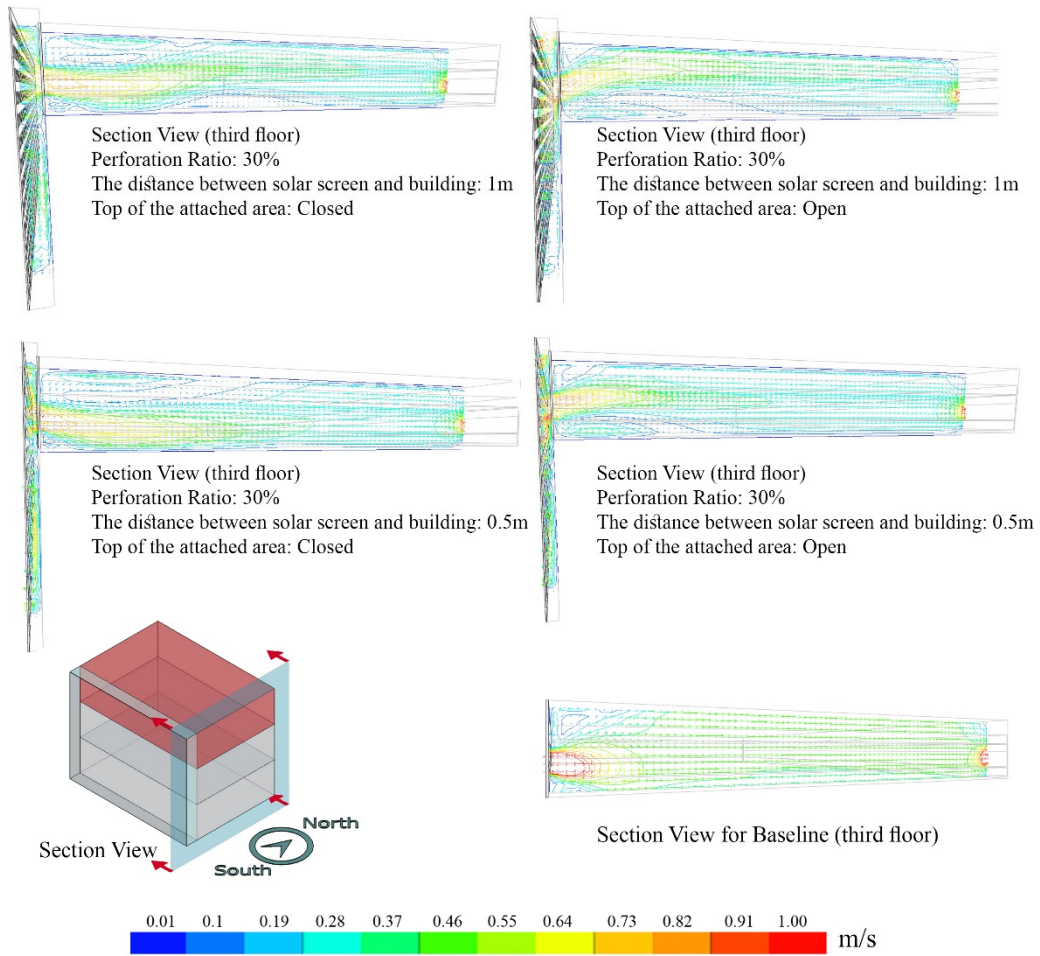 Section View (third floor)
Perforation Ratio: 30%
The distance between solar screen and building: 1m
Top of the attached area: Closed
Section View (third floor)
Perforation Ratio: 30%
The distance between solar screen and building: 1m
Top of the attached area: Open
Section View (third floor)
Perforation Ratio: 30%
The distance between solar screen and building: 0.5m
Top of the attached area: Closed
Section View (third floor)
Perforation Ratio: 30%
The distance between solar screen and building: 0.5m
Top of the attached area: Open
North
South
Section View
Section View for Baseline (third floor)
0.01 0.1 0.19 0.28 0.37 0.46 0.55 0.64 0.73 0.82 0.91 1.00
m/s